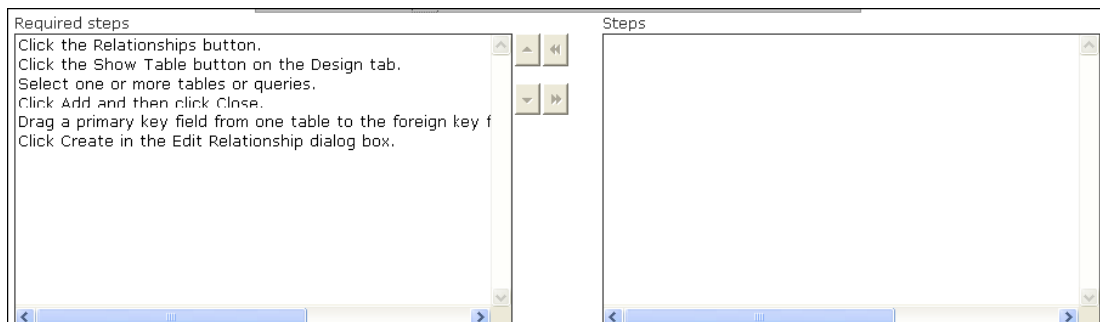 Required steps
Steps
Click the Relationships button.
Click the Show Table button on the Design tab.
Select one or more tables or queries.
Click Add and then click Close.
Drag a primary key field from one table to the foreign key f
Click Create in the Edit Relationship dialog box.